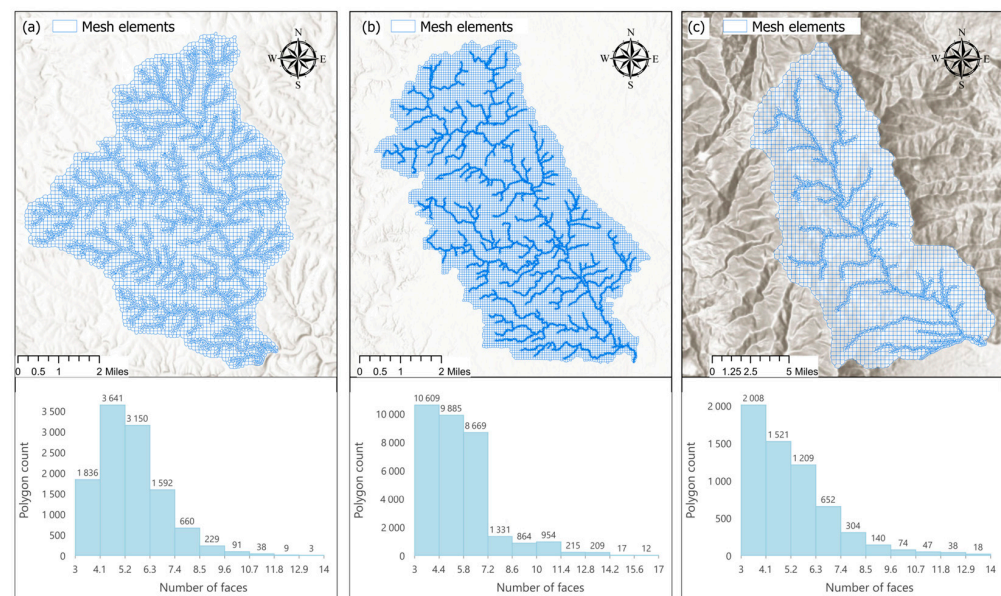 (a) Mesh elements
N
W E
S
0 0.5 1 2 Miles
(b) Mesh elements
N
W E
S
0 0.5 1 2 Miles
(c) Mesh elements
N
W E
S
0 1.25 2.5 5 Miles
Polygon count
3 500
3 000
2 500
2 000
1 500
1 000
500
0
1 836
3 641
3 150
1 592
660
229
91
38
9
3
3 4.1 5.2 6.3 7.4 8.5 9.6 10.7 11.8 12.9 14
Number of faces
Polygon count
10 000
8 000
6 000
4 000
2 000
0
10 609
9 885
8 669
1 331
864
954
215
209
17
12
3 4.4 5.8 7.2 8.6 10 11.4 12.8 14.2 15.6 17
Number of faces
Polygon count
2 000
1 500
1 000
500
0
2 008
1 521
1 209
652
304
140
74
47
38
18
3 4.1 5.2 6.3 7.4 8.5 9.6 10.7 11.8 12.9 14
Number of faces